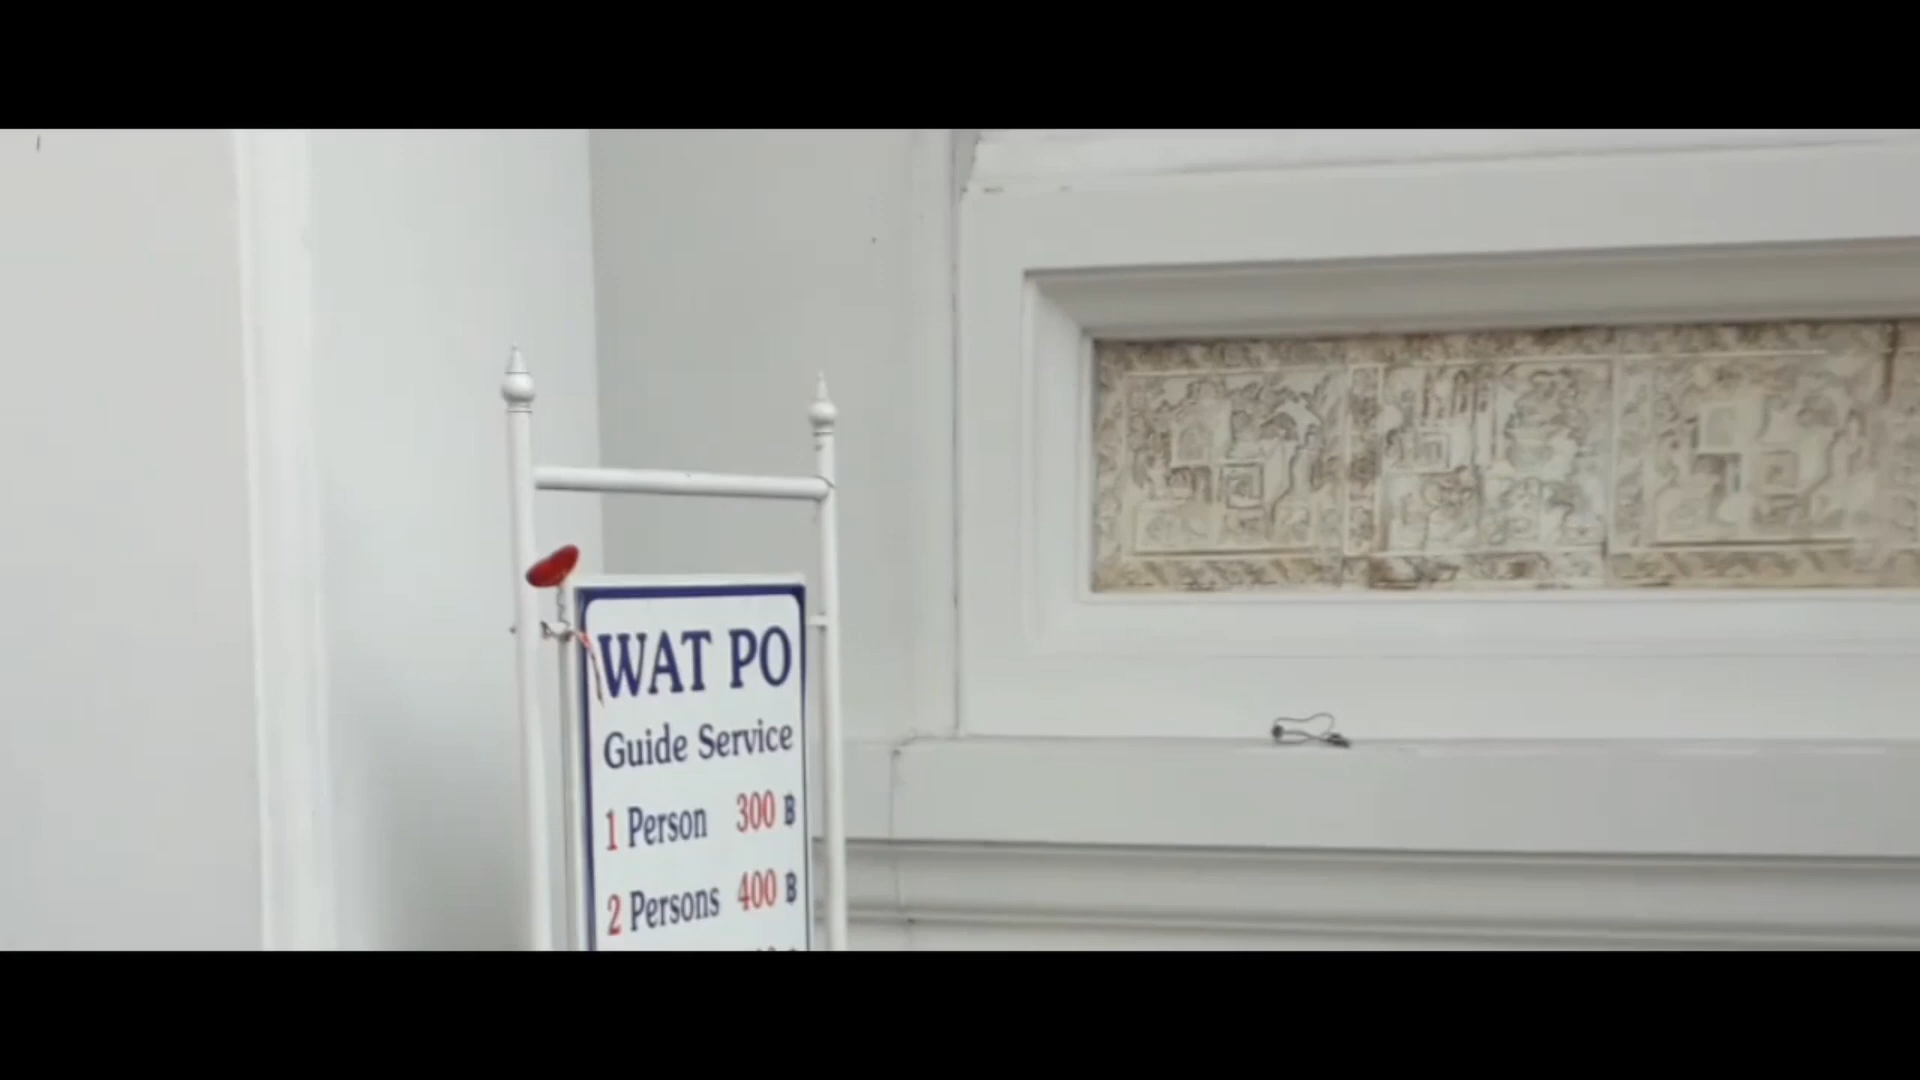 WAT PO
Guide Service
1 Person 300 ฿
2 Persons 400 ฿